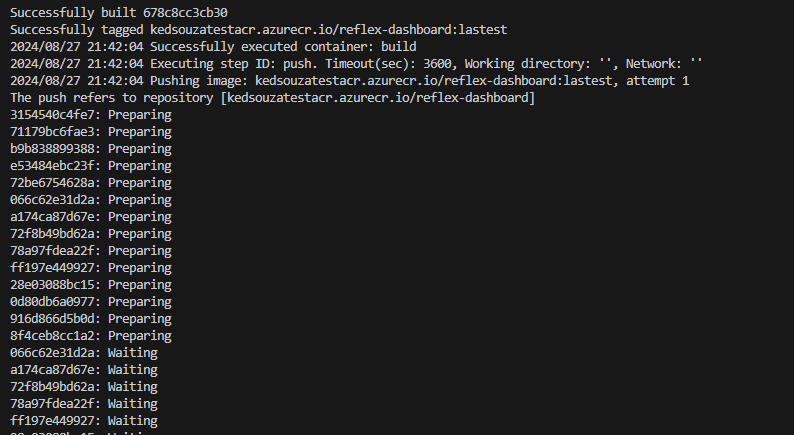 Successfully built 678c8cc3cb30
Successfully tagged kedsouzatestacr.azurecr.io/reflex-dashboard:lastest
2024/08/27 21:42:04 Successfully executed container: build
2024/08/27 21:42:04 Executing step ID: push. Timeout(sec): 3600, Working directory: '', Network: ''
2024/08/27 21:42:04 Pushing image: kedsouzatestacr.azurecr.io/reflex-dashboard:lastest, attempt 1
The push refers to repository [kedsouzatestacr.azurecr.io/reflex-dashboard]
3154540c4fe7: Preparing
71179bc6fae3: Preparing
b9b838899388: Preparing
e53484ebc23f: Preparing
72be6754628a: Preparing
066c62e31d2a: Preparing
a174ca87d67e: Preparing
72f8b49bd62a: Preparing
78a97fdea22f: Preparing
ff197e449927: Preparing
28e03088bc15: Preparing
0d80db6a0977: Preparing
916d866d5b0d: Preparing
8f4ceb8cc1a2: Preparing
066c62e31d2a: Waiting
a174ca87d67e: Waiting
72f8b49bd62a: Waiting
78a97fdea22f: Waiting
ff197e449927: Waiting